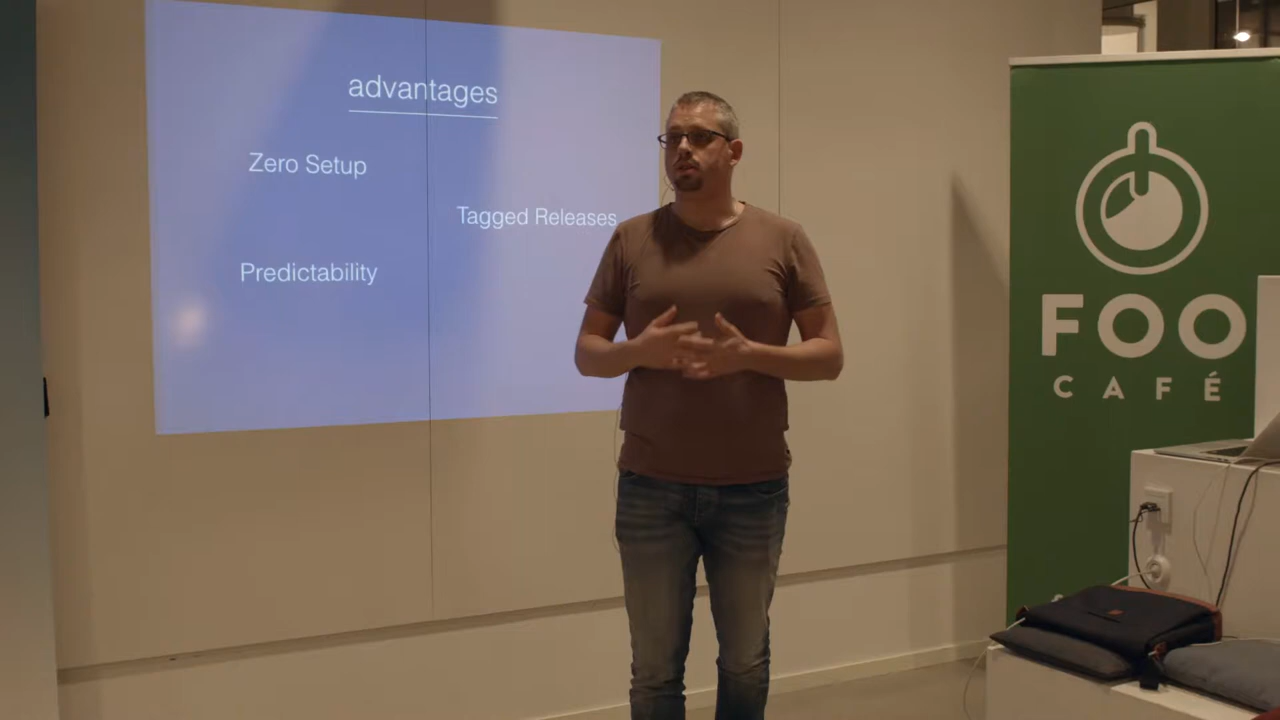 advantages
Zero Setup
Tagged Releases
Predictability
FOO
CAFÉ